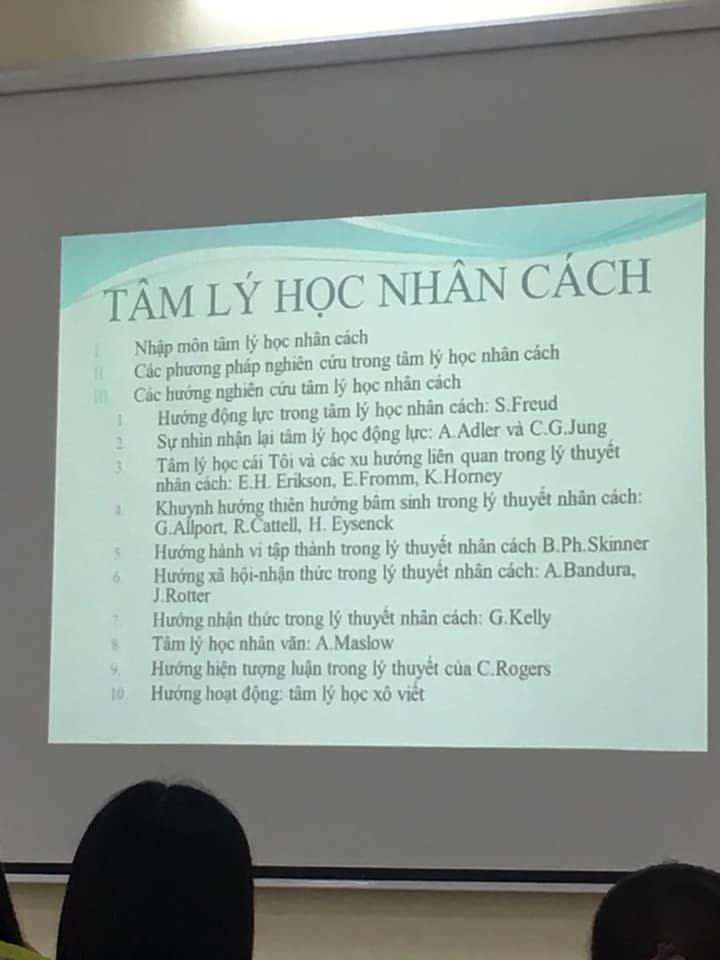 TÂM LÝ HỌC NHÂN CÁCH
I. Nhập môn tâm lý học nhân cách
II. Các phương pháp nghiên cứu trong tâm lý học nhân cách
III. Các hướng nghiên cứu tâm lý học nhân cách
1. Hướng động lực trong tâm lý học nhân cách: S.Freud
2. Sự nhìn nhận lại tâm lý học động lực: A.Adler và C.G.Jung
3. Tâm lý học cái Tôi và các xu hướng liên quan trong lý thuyết
nhân cách: E.H. Erikson, E.Fromm, K.Horney
4. Khuynh hướng thiên hướng bâm sinh trong lý thuyết nhân cách:
G.Allport, R.Cattell, H. Eysenck
5. Hướng hành vi tập thành trong lý thuyết nhân cách B.Ph.Skinner
6. Hướng xã hội-nhận thức trong lý thuyết nhân cách: A.Bandura,
J.Rotter
7. Hướng nhận thức trong lý thuyết nhân cách: G.Kelly
8. Tâm lý học nhân văn: A.Maslow
9. Hướng hiện tượng luận trong lý thuyết của C.Rogers
10. Hướng hoạt động: tâm lý học xô viết